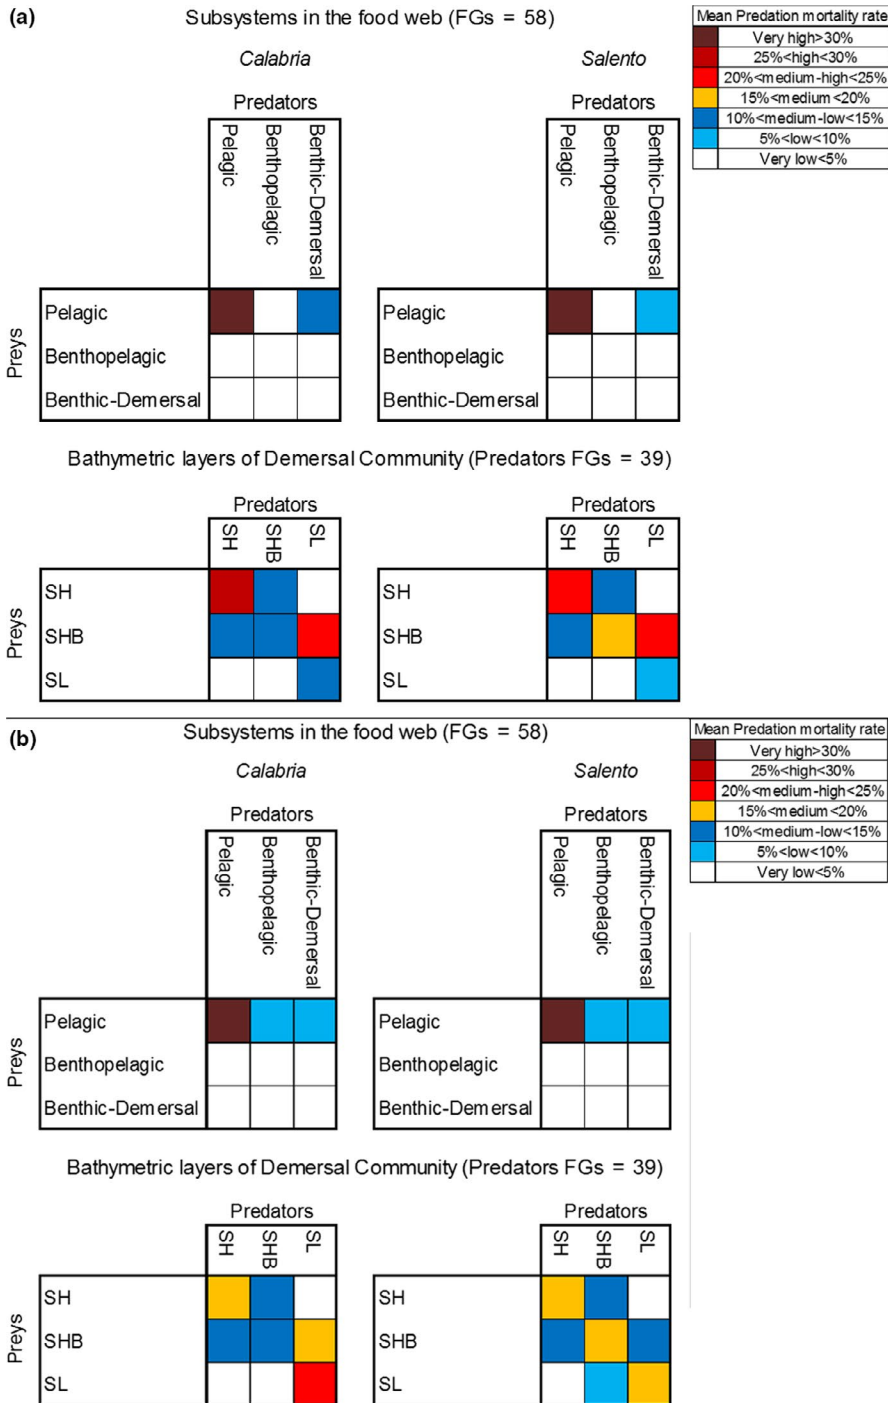 (a)
Subsystems in the food web (FGs = 58)
Mean Predation mortality rate
Very high>30%
25%<high<30%
20%<medium-high<25%
15%<medium<20%
10%<medium-low<15%
5%<low<10%
Very low<5%
Calabria
Salento
Predators
Predators
Pelagic
Benthopelagic
Benthic-Demersal
Pelagic
Benthopelagic
Benthic-Demersal
Preys
Pelagic
Benthopelagic
Benthic-Demersal
Pelagic
Benthopelagic
Benthic-Demersal
Bathymetric layers of Demersal Community (Predators FGs = 39)
Predators
Predators
SH
SHB
SL
SH
SHB
SL
Preys
SH
SHB
SL
SH
SHB
SL
(b)
Subsystems in the food web (FGs = 58)
Mean Predation mortality rate
Very high>30%
25%<high<30%
20%<medium-high<25%
15%<medium<20%
10%<medium-low<15%
5%<low<10%
Very low<5%
Calabria
Salento
Predators
Predators
Pelagic
Benthopelagic
Benthic-Demersal
Pelagic
Benthopelagic
Benthic-Demersal
Preys
Pelagic
Benthopelagic
Benthic-Demersal
Pelagic
Benthopelagic
Benthic-Demersal
Bathymetric layers of Demersal Community (Predators FGs = 39)
Predators
Predators
SH
SHB
SL
SH
SHB
SL
Preys
SH
SHB
SL
SH
SHB
SL